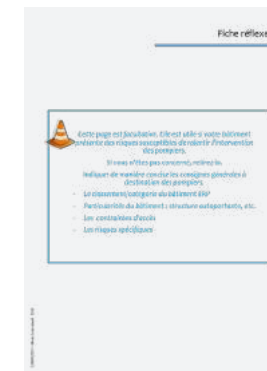 Fiche réflexe
Cette page est facultative. Elle est utile si votre bâtiment
présente des risques susceptibles de ralentir l'intervention
des pompiers.
Si vous n'êtes pas concerné, retirez-la.
Indiquer de manière concise les consignes générales à
destination des pompiers.
- Le classement/catégorie du bâtiment ERP
- Particularités du bâtiment : structure autoportante, etc.
- Les contraintes d'accès
- Les risques spécifiques